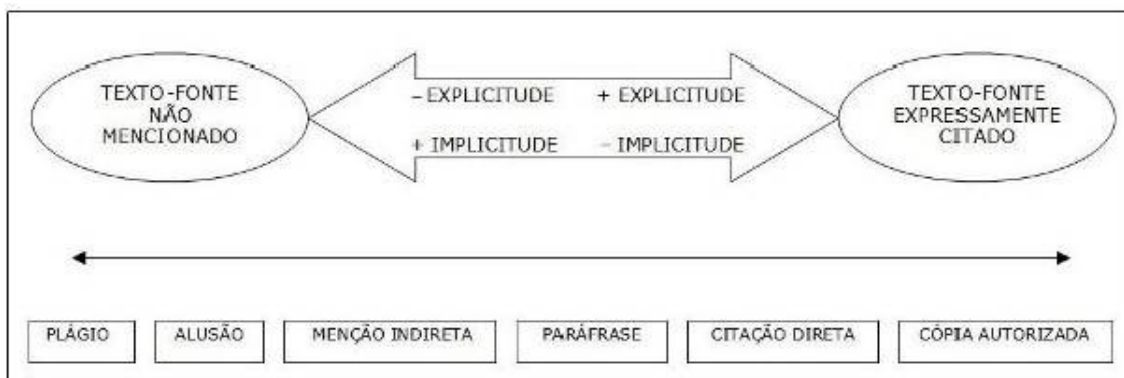 TEXTO-FONTE
NÃO
MENCIONADO
– EXPLICITUDE + EXPLICITUDE
+ IMPLICITUDE – IMPLICITUDE
TEXTO-FONTE
EXPRESSAMENTE
CITADO
PLÁGIO
ALUSÃO
MENÇÃO INDIRETA
PARÁFRASE
CITAÇÃO DIRETA
CÓPIA AUTORIZADA